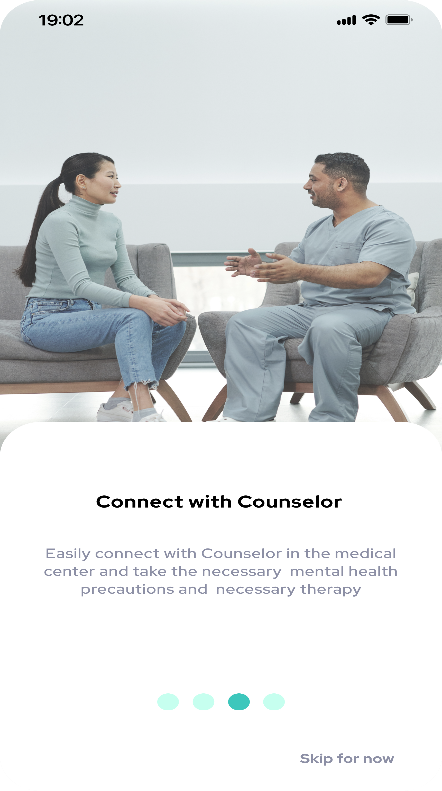 19:02
Connect with Counselor
Easily connect with Counselor in the medical
center and take the necessary  mental health
precautions and  necessary therapy
Skip for now